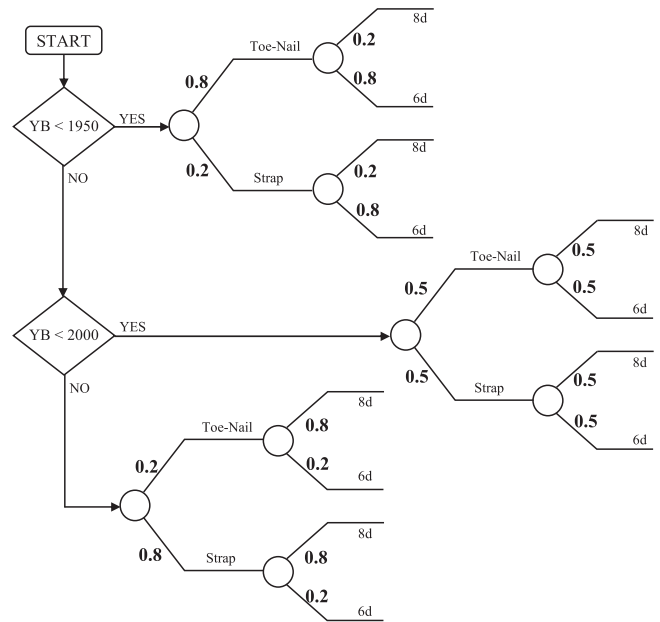 START
YB < 1950
YES
NO
Toe-Nail
0.8
0.2
8d
0.8
6d
Strap
0.2
0.2
8d
0.8
6d
YB < 2000
YES
NO
Toe-Nail
0.5
0.5
8d
0.5
6d
Strap
0.5
0.5
8d
0.5
6d
Toe-Nail
0.2
0.8
8d
0.2
6d
Strap
0.8
0.8
8d
0.2
6d